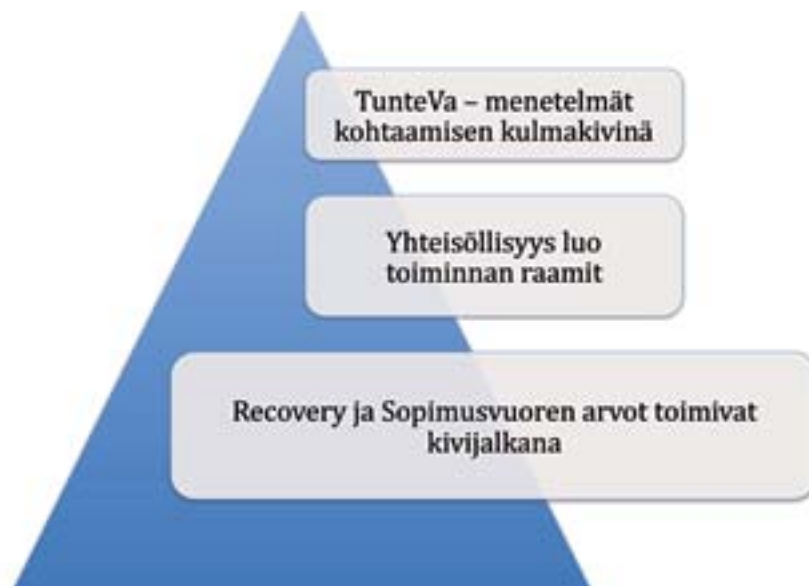 TunteVa – menetelmät
kohtaamisen kulmakivinä
Yhteisöllisyys luo
toiminnan raamit
Recovery ja Sopimusvuoren arvot toimivat
kivijalkana